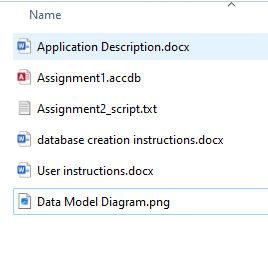 Name
Application Description.docx
Assignment1.accdb
Assignment2_script.txt
database creation instructions.docx
User instructions.docx
Data Model Diagram.png